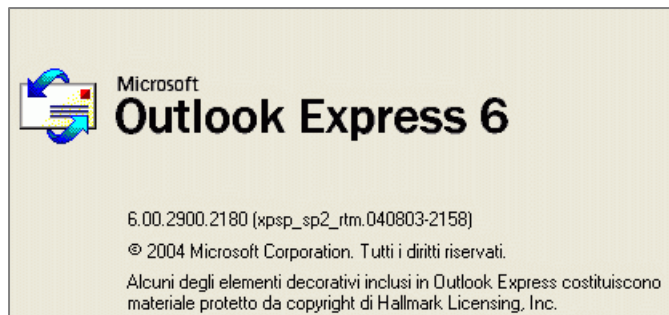 Microsoft
Outlook Express 6
6.00.2900.2180 (xpsp_sp2_rtm.040803-2158)
© 2004 Microsoft Corporation. Tutti i diritti riservati.
Alcuni degli elementi decorativi inclusi in Outlook Express costituiscono
materiale protetto da copyright di Hallmark Licensing, Inc.